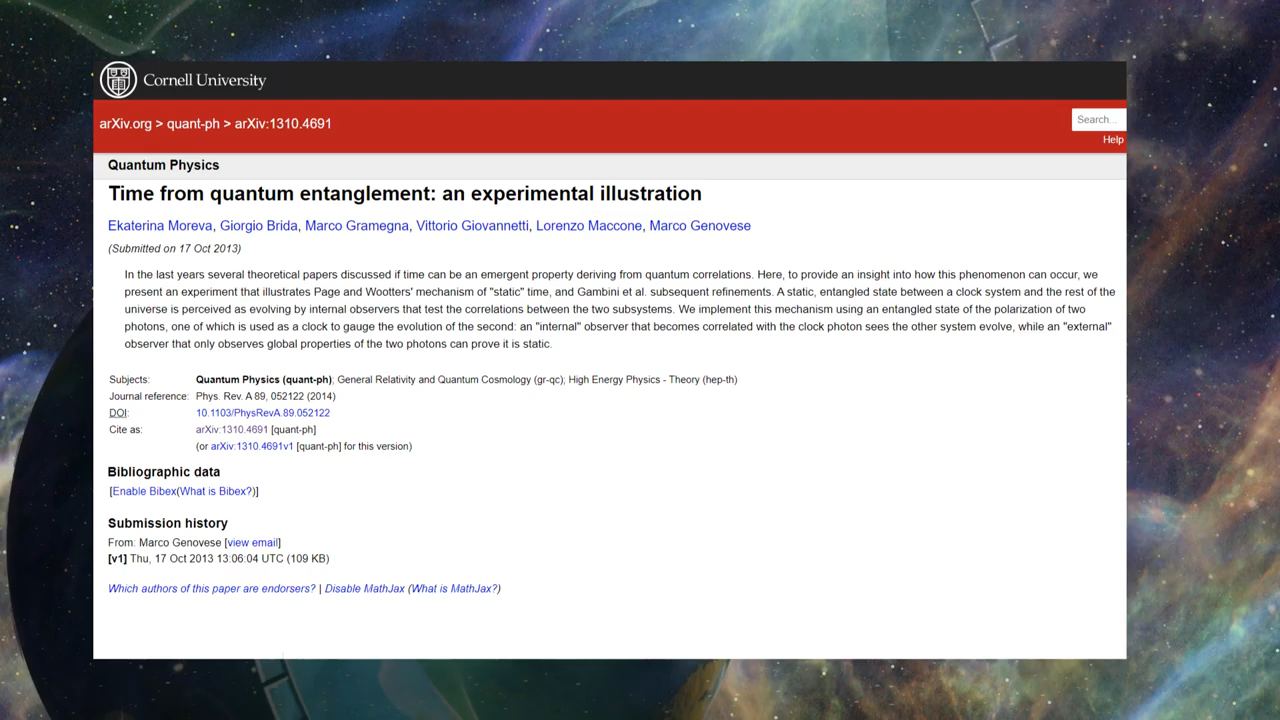 Cornell University
arXiv.org > quant-ph > arXiv:1310.4691
Search...
Help
Quantum Physics
Time from quantum entanglement: an experimental illustration
Ekaterina Moreva, Giorgio Brida, Marco Gramegna, Vittorio Giovannetti, Lorenzo Maccone, Marco Genovese
(Submitted on 17 Oct 2013)
In the last years several theoretical papers discussed if time can be an emergent property deriving from quantum correlations. Here, to provide an insight into how this phenomenon can occur, we
present an experiment that illustrates Page and Wootters' mechanism of "static" time, and Gambini et al. subsequent refinements. A static, entangled state between a clock system and the rest of the
universe is perceived as evolving by internal observers that test the correlations between the two subsystems. We implement this mechanism using an entangled state of the polarization of two
photons, one of which is used as a clock to gauge the evolution of the second: an "internal" observer that becomes correlated with the clock photon sees the other system evolve, while an "external"
observer that only observes global properties of the two photons can prove it is static.
Subjects: Quantum Physics (quant-ph); General Relativity and Quantum Cosmology (gr-qc); High Energy Physics - Theory (hep-th)
Journal reference: Phys. Rev. A 89, 052122 (2014)
DOI: 10.1103/PhysRevA.89.052122
Cite as: arXiv:1310.4691 [quant-ph]
(or arXiv:1310.4691v1 [quant-ph] for this version)
Bibliographic data
[Enable Bibex(What is Bibex?)]
Submission history
From: Marco Genovese [view email]
[v1] Thu, 17 Oct 2013 13:06:04 UTC (109 KB)
Which authors of this paper are endorsers? | Disable MathJax (What is MathJax?)